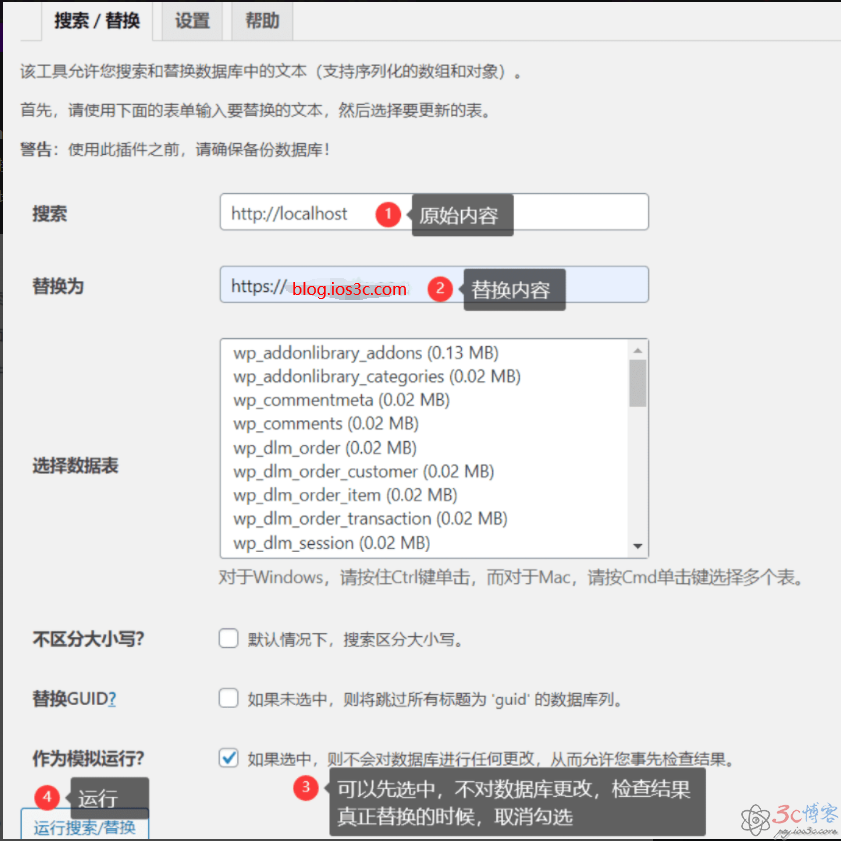 搜索 / 替换 设置 帮助
该工具允许您搜索和替换数据库中的文本（支持序列化的数组和对象）。
首先，请使用下面的表单输入要替换的文本，然后选择要更新的表。
警告：使用此插件之前，请确保备份数据库！
搜索 http://localhost 1 原始内容
替换为 https:// blog.ios3c.com 2 替换内容
wp_addonlibrary_addons (0.13 MB)
wp_addonlibrary_categories (0.02 MB)
wp_commentmeta (0.02 MB)
wp_comments (0.02 MB)
wp_dlm_order (0.02 MB)
选择数据表 wp_dlm_order_customer (0.02 MB)
wp_dlm_order_item (0.02 MB)
wp_dlm_order_transaction (0.02 MB)
wp_dlm_session (0.02 MB)
对于Windows，请按住Ctrl键单击，而对于Mac，请按Cmd单击键选择多个表。
不区分大小写? 默认情况下，搜索区分大小写。
替换GUID? 如果未选中，则将跳过所有标题为 'guid' 的数据库列。
作为模拟运行? 如果选中，则不会对数据库进行任何更改，从而允许您事先检查结果。
4 运行 3 可以先选中，不对数据库更改，检查结果
真正替换的时候，取消勾选
运行搜索/替换
3c博客